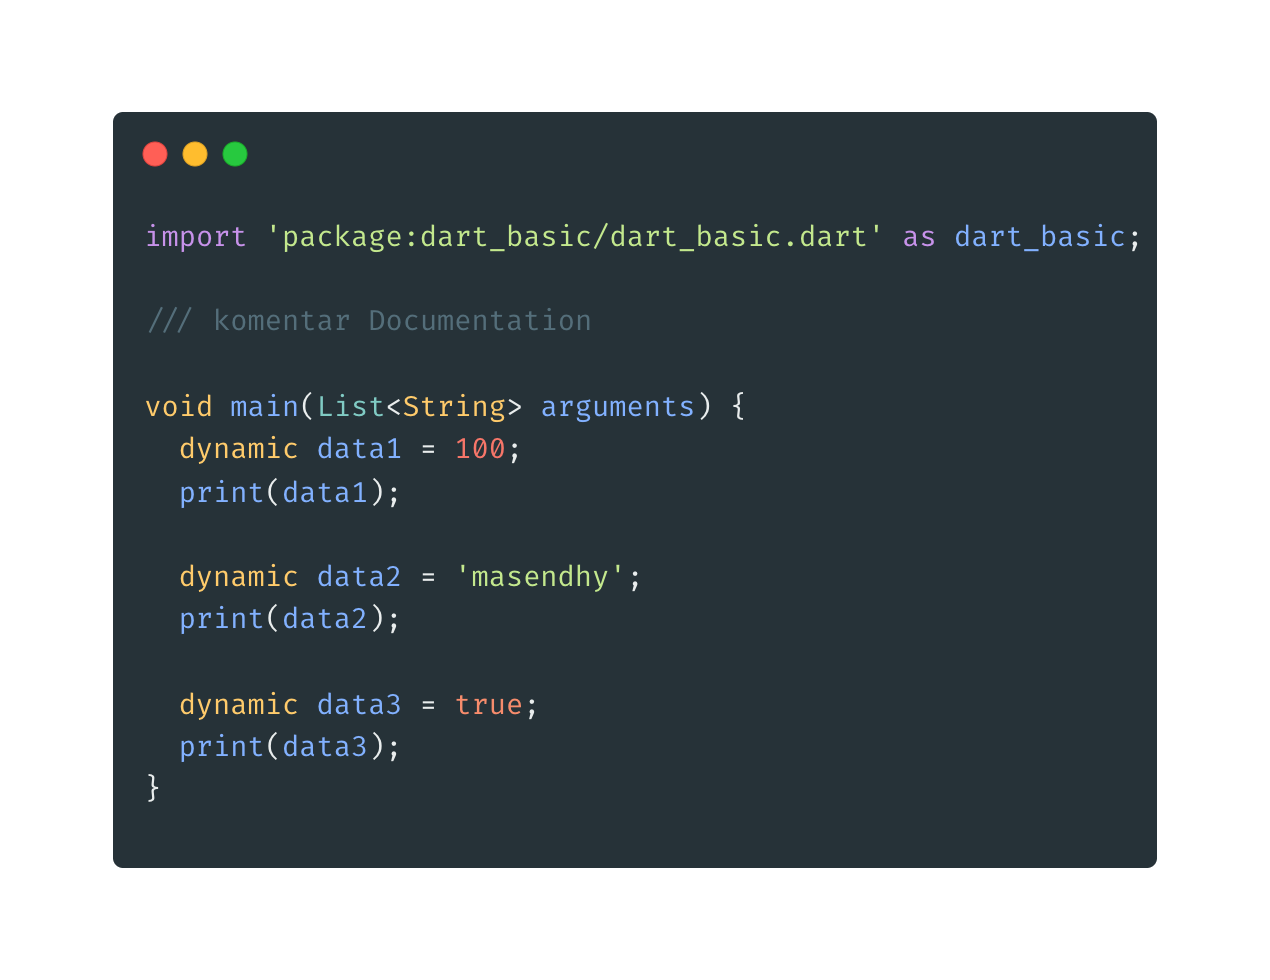 import 'package:dart_basic/dart_basic.dart' as dart_basic;
/// komentar Documentation
void main(List<String> arguments) {
  dynamic data1 = 100;
  print(data1);
  dynamic data2 = 'masendhy';
  print(data2);
  dynamic data3 = true;
  print(data3);
}